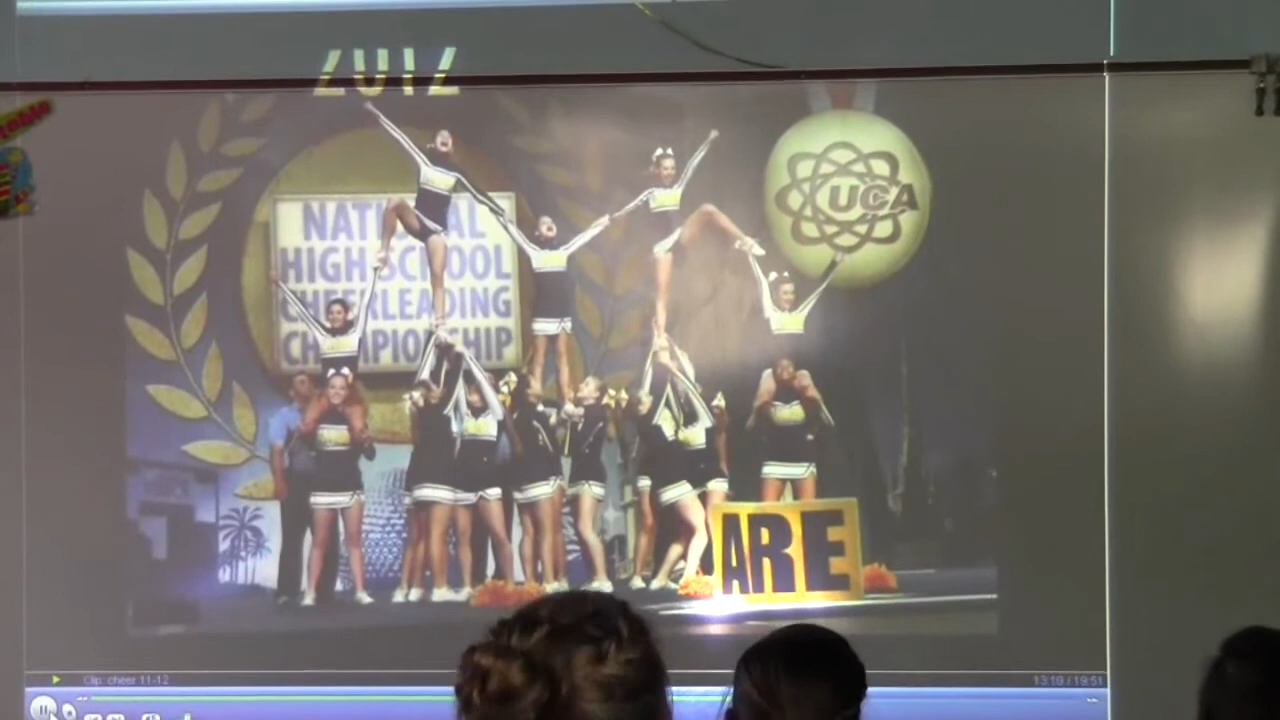 2012
NATIONAL
HIGH SCHOOL
CHEERLEADING
CHAMPIONSHIP
UCA
ARE
Clip: cheer 11-12
13:10 / 19:51